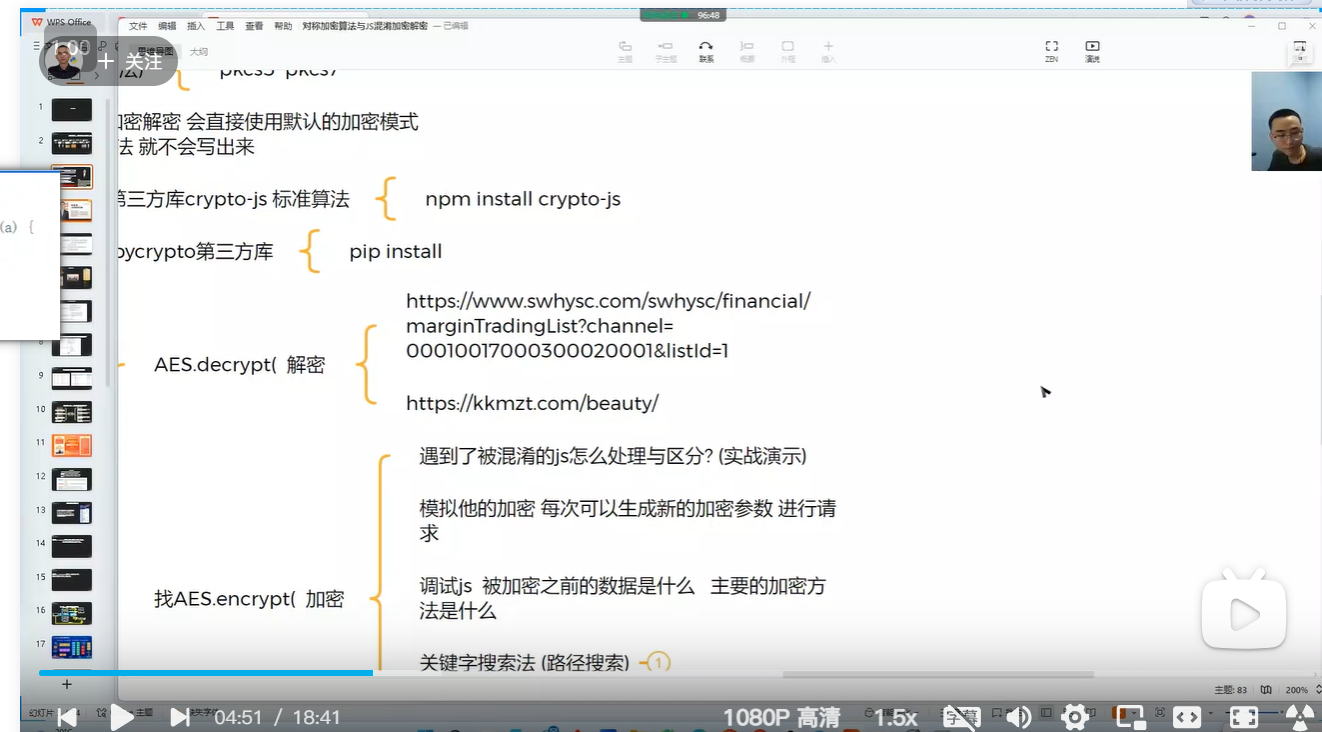 96:48
WPS Office
文件 编辑 插入 工具 查看 帮助 对称加密算法与JS混淆加密解密 — 已编辑
1:00
+ 关注
思维导图 大纲
主题 子主题 联系 概要 外框 插入 ZEN 演说
法) pkcs5 pkcs7
加密解密 会直接使用默认的加密模式
法 就不会写出来
第三方库crypto-js 标准算法 npm install crypto-js
(a) {
pycrypto第三方库 pip install
https://www.swhysc.com/swhysc/financial/
marginTradingList?channel=
00010017000300020001&listId=1
AES.decrypt( 解密
https://kkmzt.com/beauty/
遇到了被混淆的js怎么处理与区分? (实战演示)
模拟他的加密 每次可以生成新的加密参数 进行请
求
调试js 被加密之前的数据是什么 主要的加密方
法是什么
找AES.encrypt( 加密
关键字搜索法 (路径搜索) 1
1
2
8
9
10
11
12
13
14
15
16
17
+
主题: 83 200%
幻灯片 主题 缺失字体
04:51 / 18:41 1080P 高清 1.5x 字幕